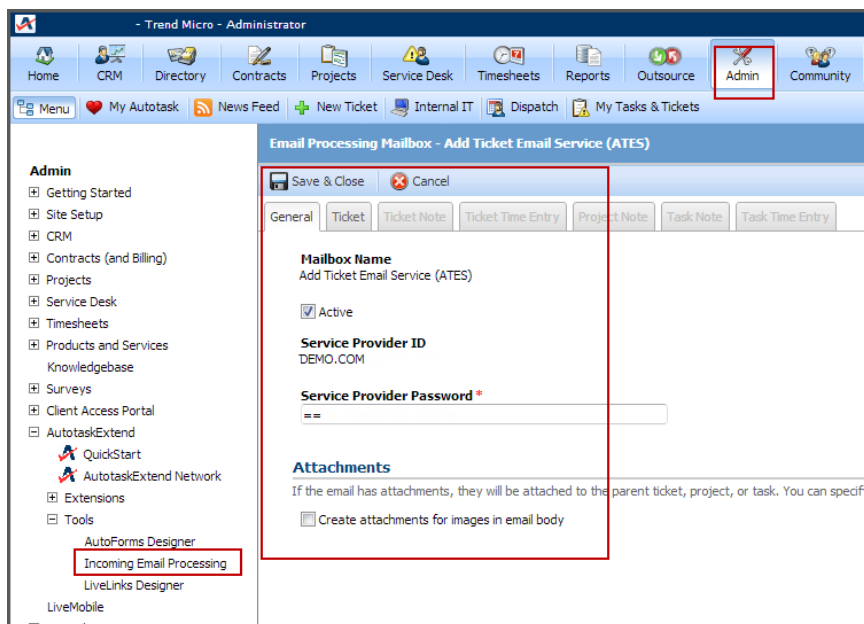 - Trend Micro - Administrator
Home CRM Directory Contracts Projects Service Desk Timesheets Reports Outsource Admin Community
Menu My Autotask News Feed New Ticket Internal IT Dispatch My Tasks & Tickets
Email Processing Mailbox - Add Ticket Email Service (ATES)
Save & Close Cancel
General Ticket Ticket Note Ticket Time Entry Project Note Task Note Task Time Entry
Admin
Getting Started
Site Setup
CRM
Contracts (and Billing)
Projects
Service Desk
Timesheets
Products and Services
Knowledgebase
Surveys
Client Access Portal
AutotaskExtend
QuickStart
AutotaskExtend Network
Extensions
Tools
AutoForms Designer
Incoming Email Processing
LiveLinks Designer
LiveMobile
Mailbox Name
Add Ticket Email Service (ATES)
Active
Service Provider ID
DEMO.COM
Service Provider Password *
==
Attachments
If the email has attachments, they will be attached to the parent ticket, project, or task. You can specif
Create attachments for images in email body